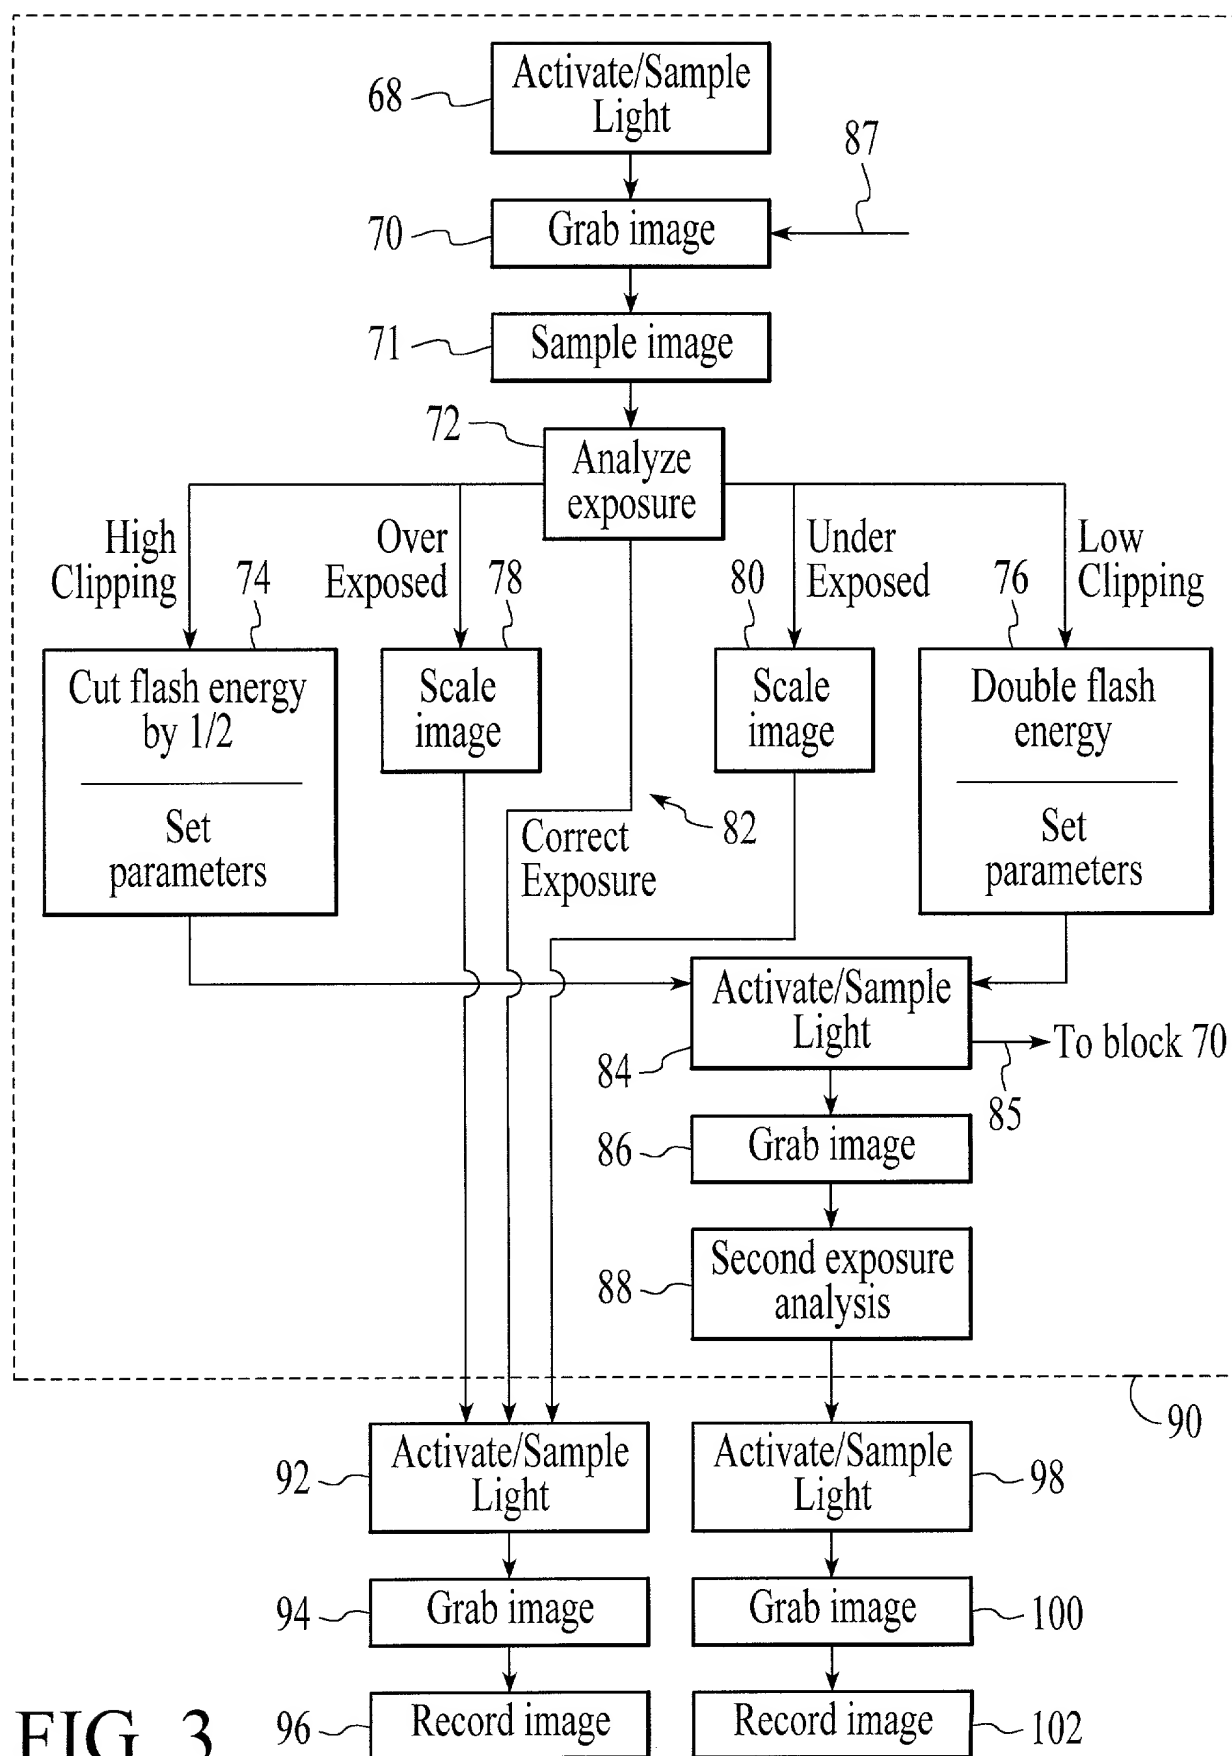 Activate/Sample
Light
68
87
Grab image
70
Sample image
71
72
Analyze
exposure
High
Clipping
74
Over
Exposed
78
80
Under
Exposed
76
Low
Clipping
Cut flash energy
by 1/2
Set
parameters
Scale
image
Scale
image
Double flash
energy
Set
parameters
Correct
Exposure
82
Activate/Sample
Light
84
To block 70
85
86
Grab image
88
Second exposure
analysis
90
92
Activate/Sample
Light
Activate/Sample
Light
98
94
Grab image
Grab image
100
FIG. 3
96
Record image
Record image
102